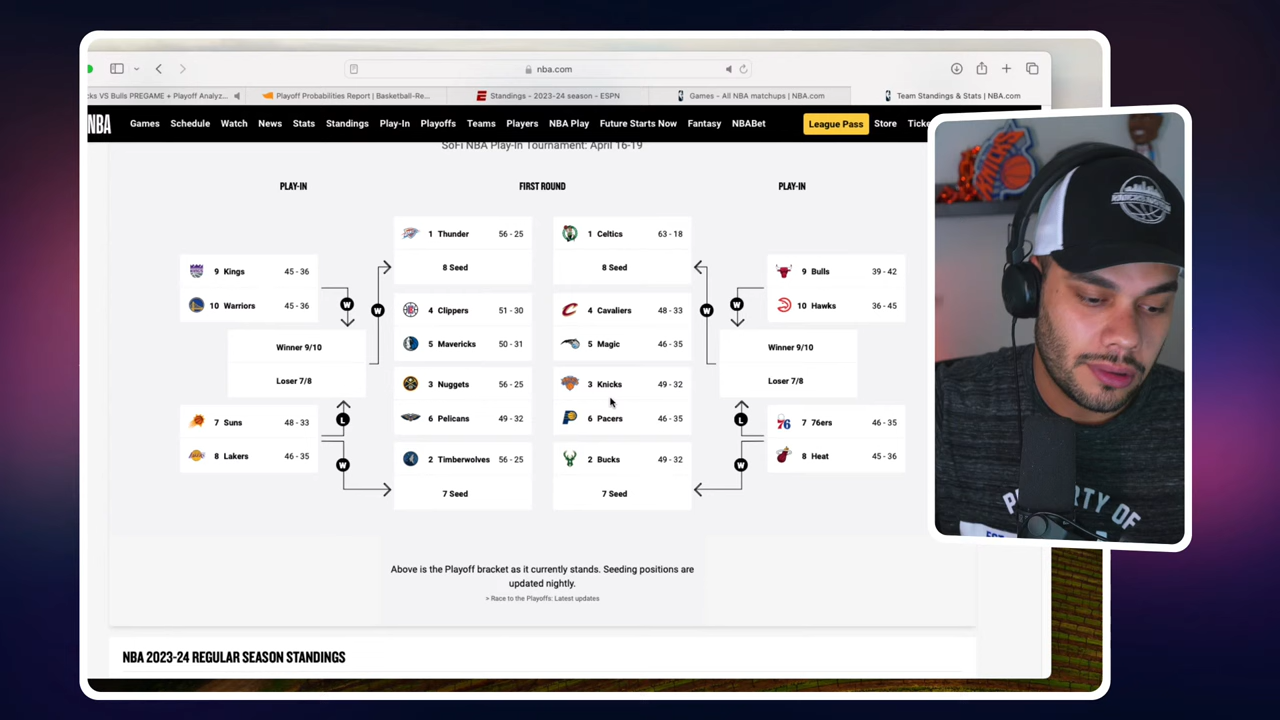 nba.com
cks VS Bulls PREGAME + Playoff Analyz...
Playoff Probabilities Report | Basketball-Re...
Standings - 2023-24 season - ESPN
Games - All NBA matchups | NBA.com
Team Standings & Stats | NBA.com
NBA Games Schedule Watch News Stats Standings Play-In Playoffs Teams Players NBA Play Future Starts Now Fantasy NBABet League Pass Store Ticke
SoFi NBA Play-In Tournament: April 16-19
PLAY-IN
FIRST ROUND
PLAY-IN
9 Kings 45 - 36
10 Warriors 45 - 36
W
Winner 9/10
Loser 7/8
W
7 Suns 48 - 33
8 Lakers 46 - 35
L
W
1 Thunder 56 - 25
8 Seed
4 Clippers 51 - 30
5 Mavericks 50 - 31
3 Nuggets 56 - 25
6 Pelicans 49 - 32
2 Timberwolves 56 - 25
7 Seed
1 Celtics 63 - 18
8 Seed
4 Cavaliers 48 - 33
5 Magic 46 - 35
3 Knicks 49 - 32
6 Pacers 46 - 35
2 Bucks 49 - 32
7 Seed
9 Bulls 39 - 42
10 Hawks 36 - 45
W
W
Winner 9/10
Loser 7/8
L
W
76 7 76ers 46 - 35
8 Heat 45 - 36
Above is the Playoff bracket as it currently stands. Seeding positions are
updated nightly.
> Race to the Playoffs: Latest updates
NBA 2023-24 REGULAR SEASON STANDINGS
KNICKS
PROPERTY OF